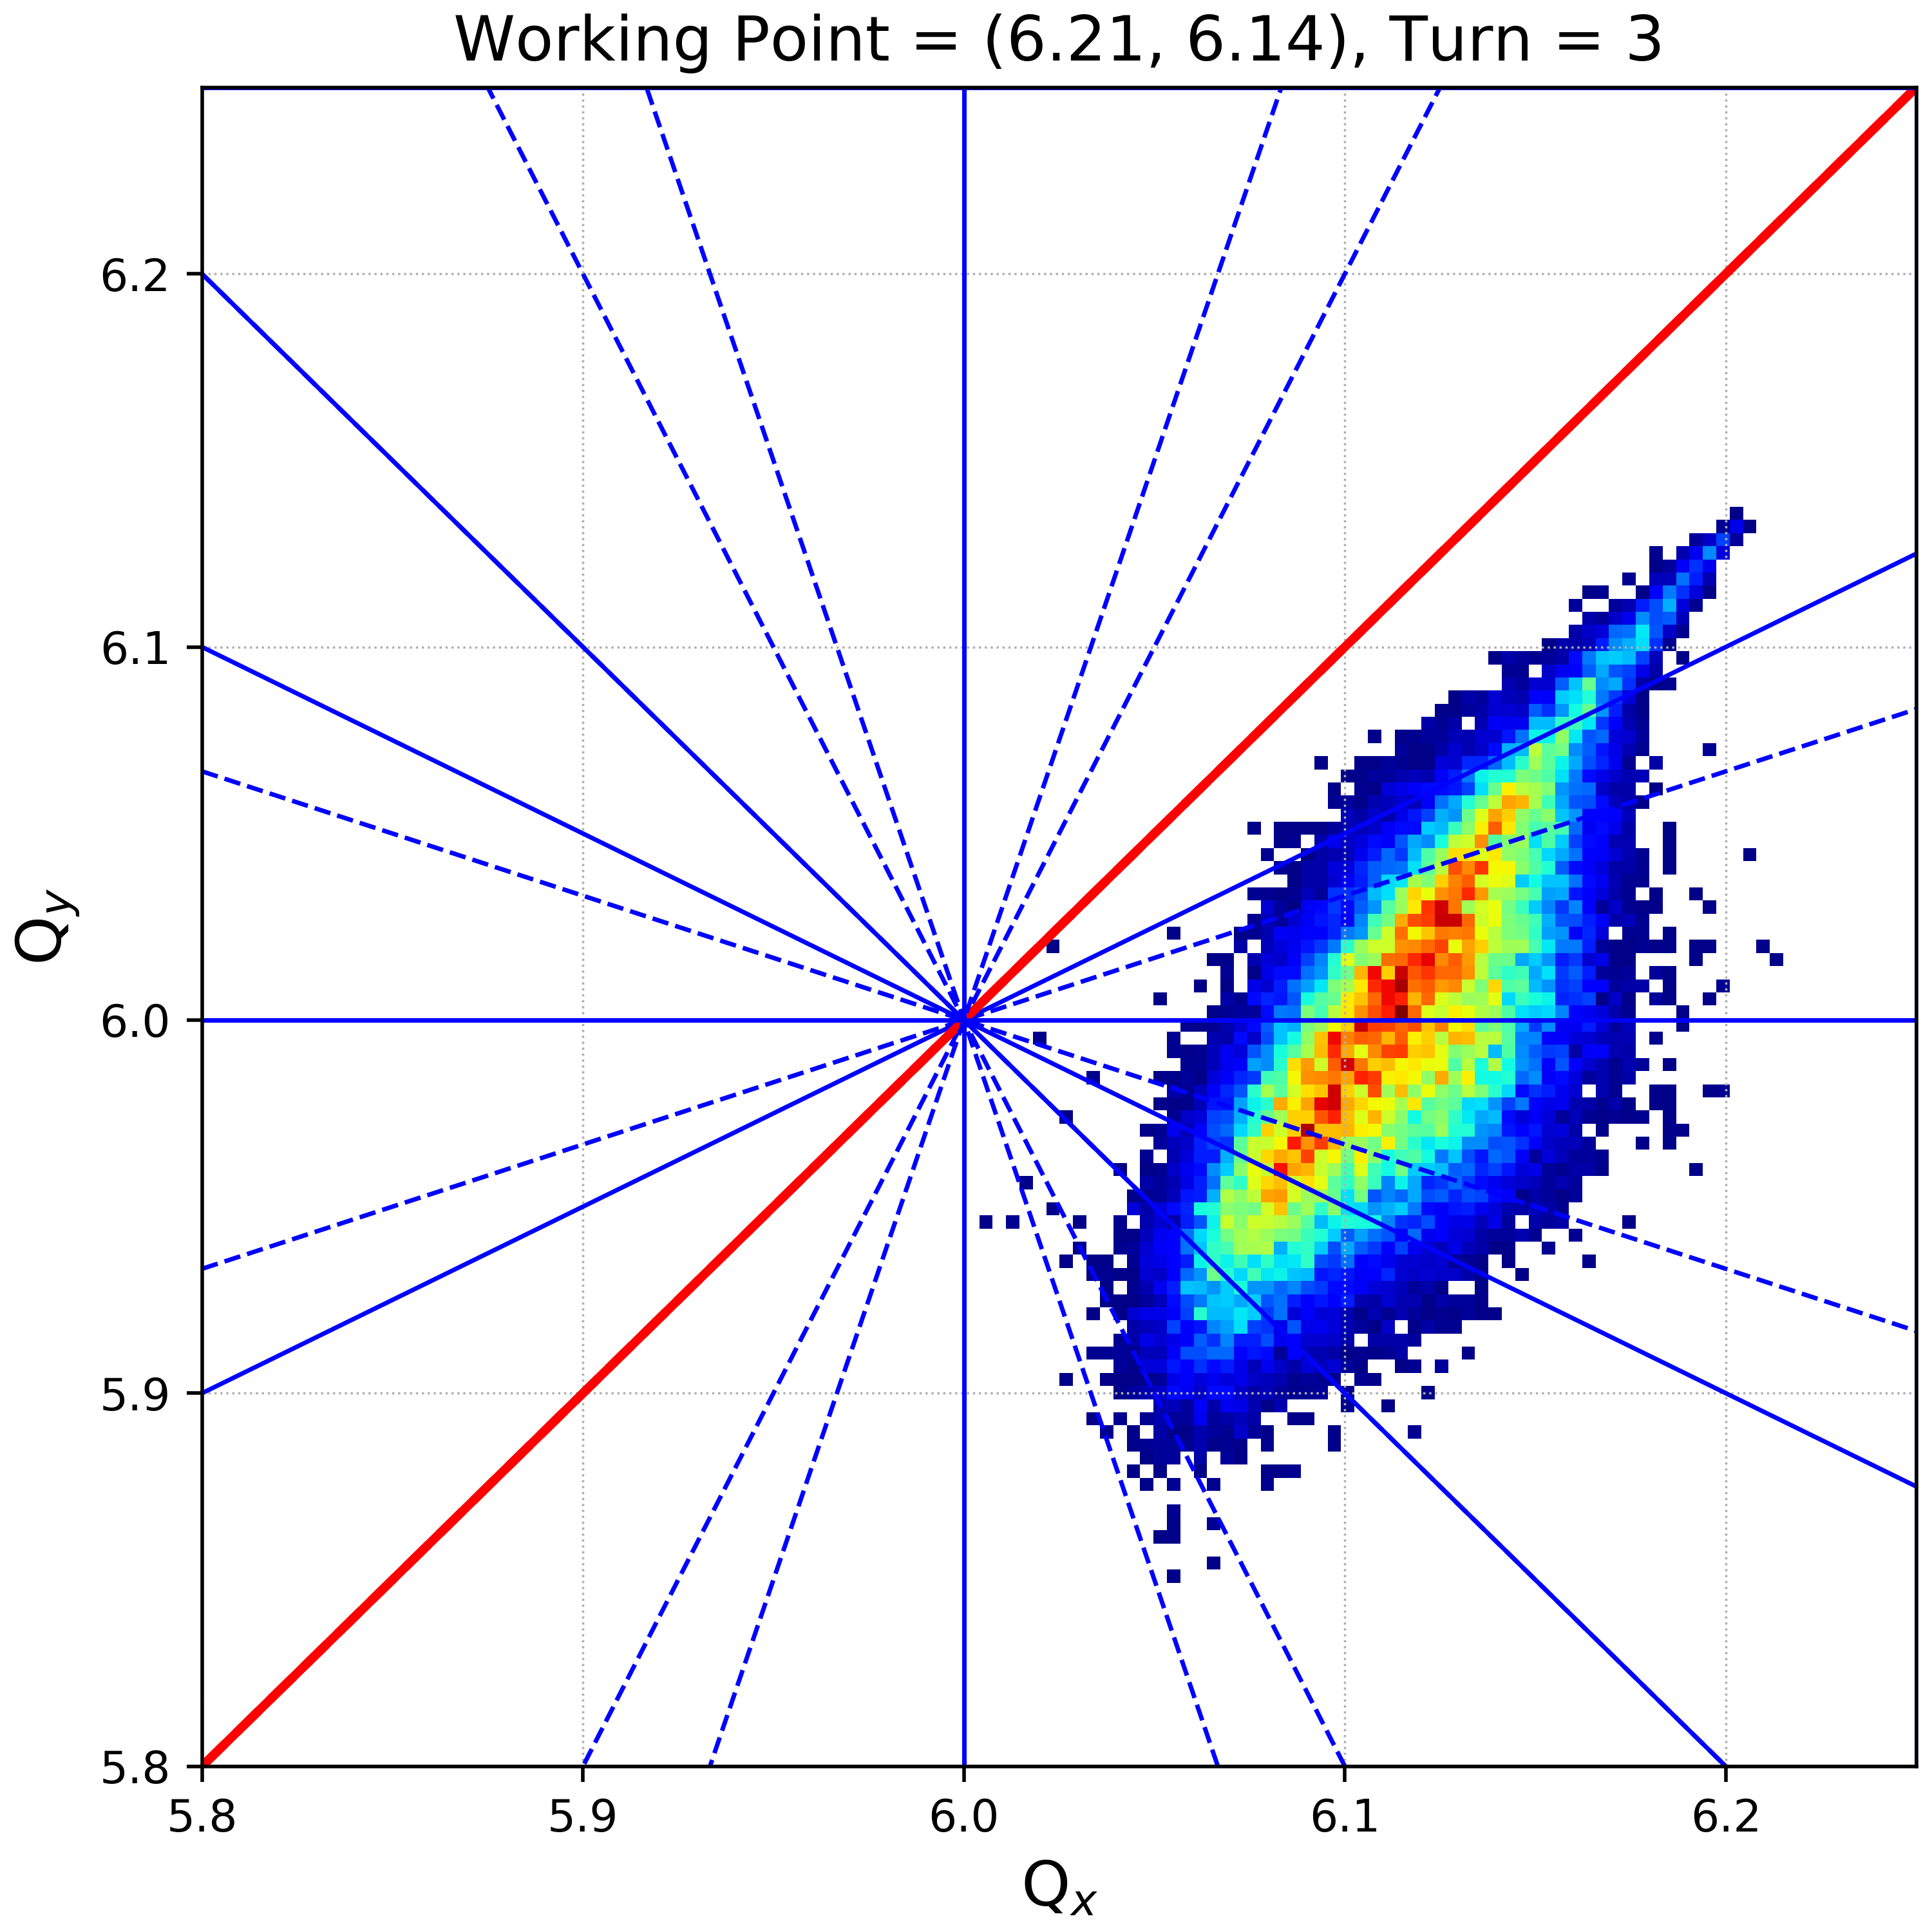 Working Point = (6.21, 6.14), Turn = 3
6.2
6.1
6.0
5.9
5.8
Qy
5.8 5.9 6.0 6.1 6.2
Qx